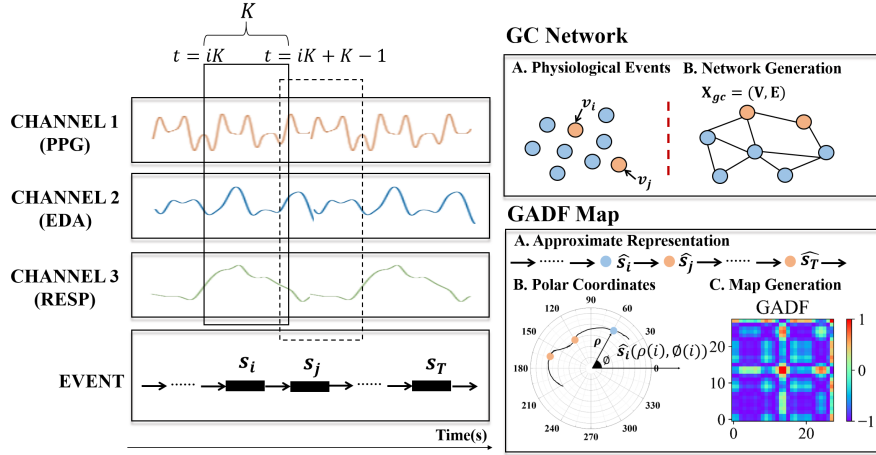 K
t = iK
t = iK + K − 1
CHANNEL 1
(PPG)
CHANNEL 2
(EDA)
CHANNEL 3
(RESP)
EVENT
......
s_i
s_j
......
s_T
Time(s)
GC Network
A. Physiological Events
v_i
v_j
B. Network Generation
X_gc = (V, E)
GADF Map
A. Approximate Representation
......
ŝ_i
ŝ_j
......
ŝ_T
B. Polar Coordinates
90
120
60
150
30
180
0
210
330
240
300
270
ρ
∅
ŝ_i(ρ(i), ∅(i))
C. Map Generation
GADF
20
10
0
0
20
1
0
−1